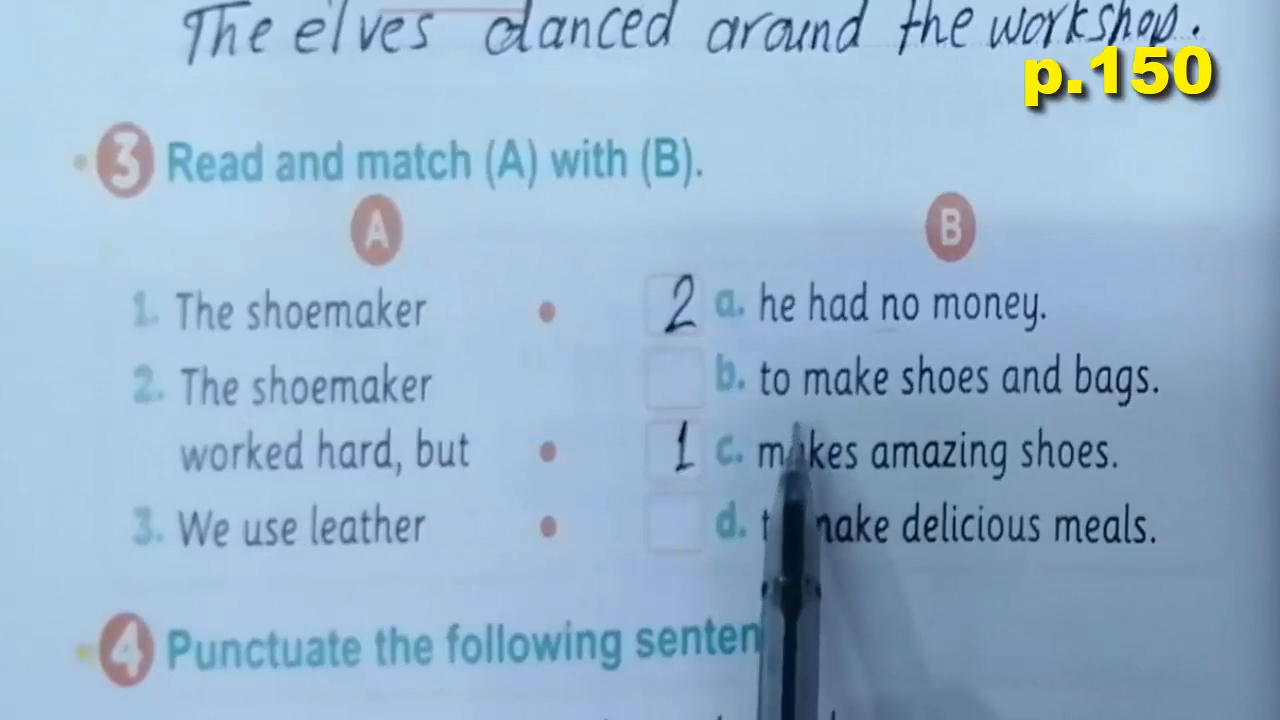 The elves danced around the workshop.
p.150
3 Read and match (A) with (B).
A B
1. The shoemaker 2 a. he had no money.
2. The shoemaker b. to make shoes and bags.
worked hard, but 1 c. makes amazing shoes.
3. We use leather d. make delicious meals.
4 Punctuate the following